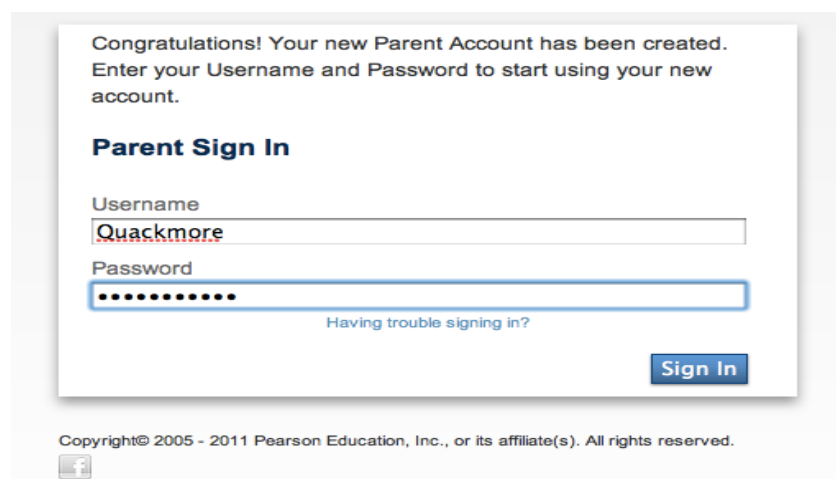 Congratulations! Your new Parent Account has been created.
Enter your Username and Password to start using your new
account.
Parent Sign In
Username
Quackmore
Password
•••••••••••
Having trouble signing in?
Sign In
Copyright© 2005 - 2011 Pearson Education, Inc., or its affiliate(s). All rights reserved.
f